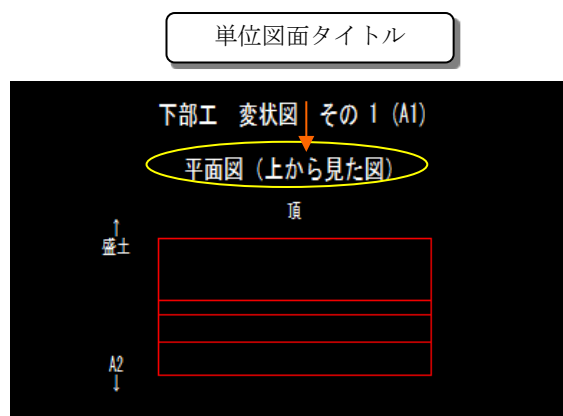 単位図面タイトル
下部工 変状図 その 1 (A1)
平面図 (上から見た図)
頂
↑
盛土
A2
↓